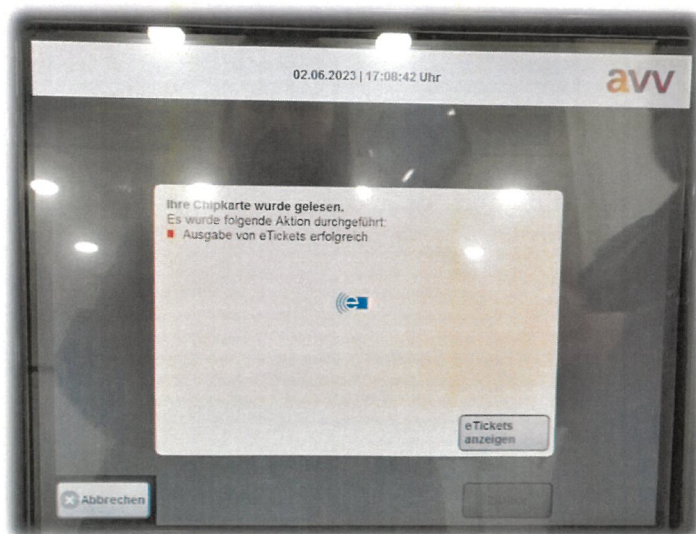 02.06.2023 | 17:08:42 Uhr
avv
Ihre Chipkarte wurde gelesen.
Es wurde folgende Aktion durchgeführt:
Ausgabe von eTickets erfolgreich
e
eTickets
anzeigen
Abbrechen